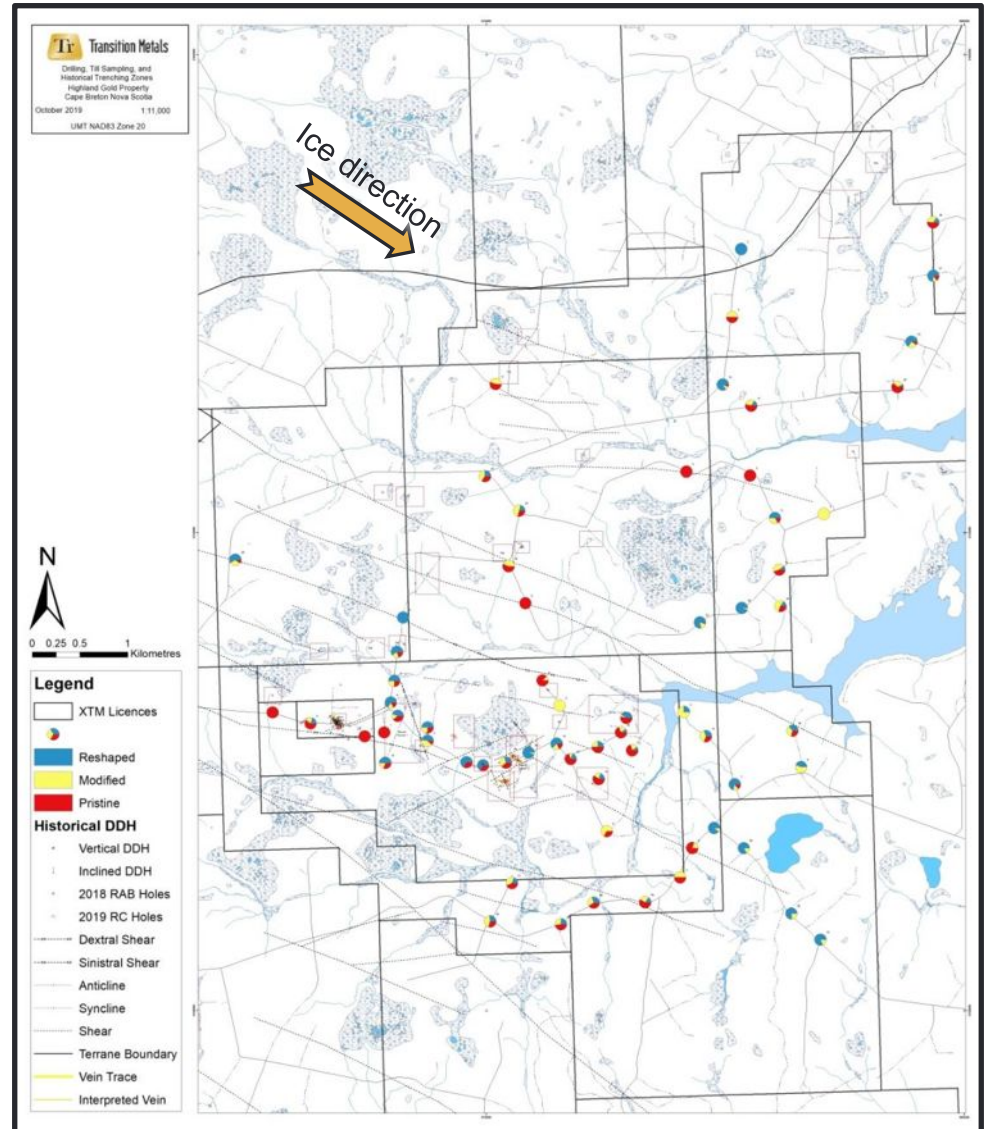 Tr Transition Metals
Drilling, Till Sampling, and
Historical Trenching Zones
Highland Gold Property
Cape Breton Nova Scotia
October 2019 1:11,000
UMT NAD83 Zone 20
Ice direction
N
0 0.25 0.5 1
Kilometres
Legend
XTM Licences
Reshaped
Modified
Pristine
Historical DDH
Vertical DDH
Inclined DDH
2018 RAB Holes
2019 RC Holes
Dextral Shear
Sinistral Shear
Anticline
Syncline
Shear
Terrane Boundary
Vein Trace
Interpreted Vein